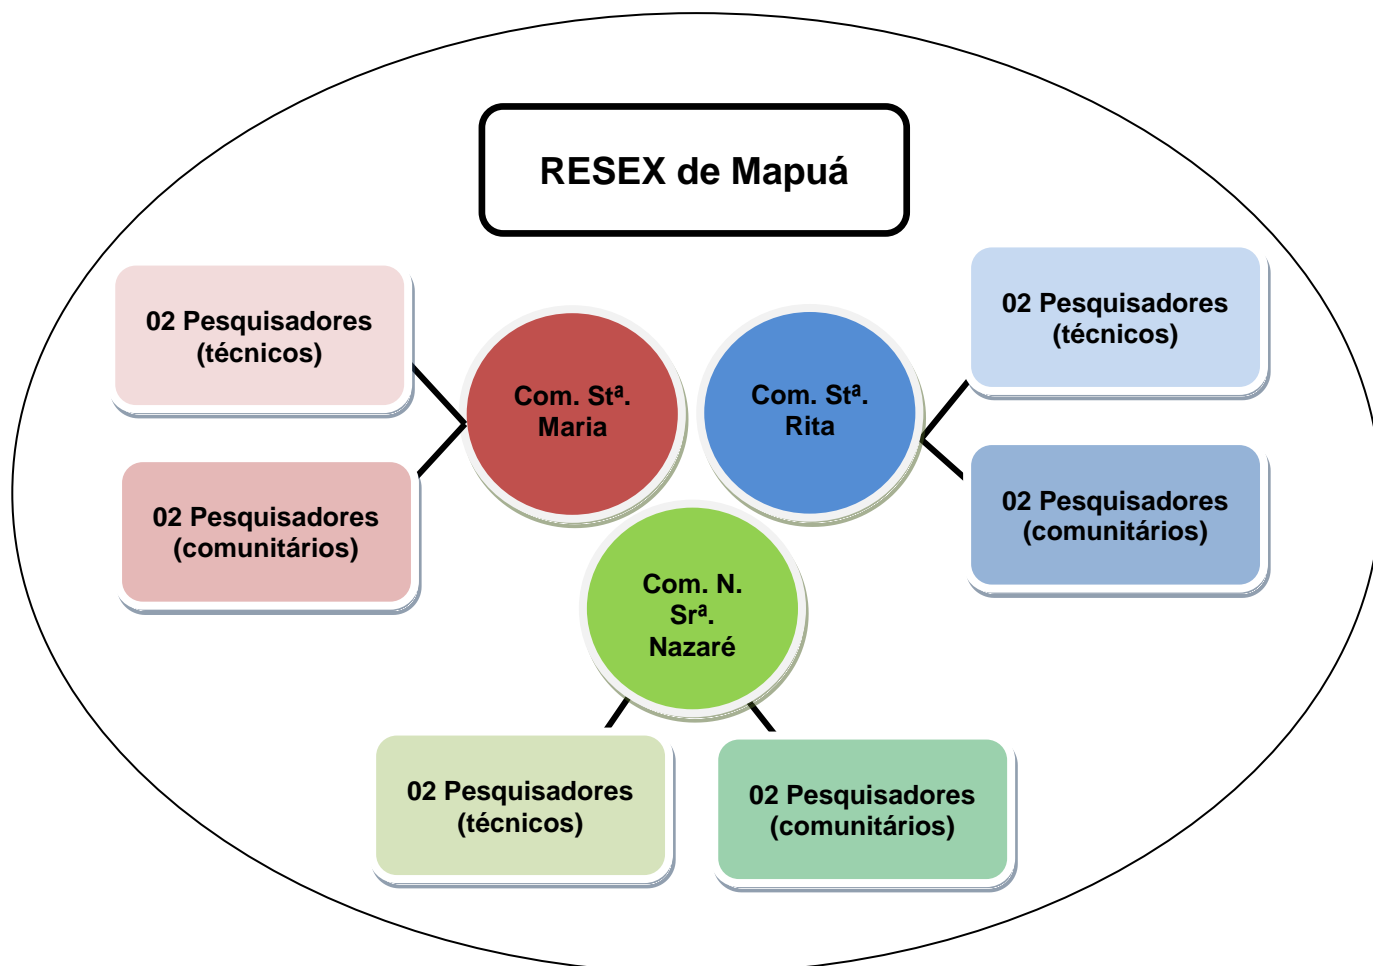 RESEX de Mapuá
02 Pesquisadores
(técnicos)
02 Pesquisadores
(comunitários)
Com. Stª.
Maria
Com. Stª.
Rita
02 Pesquisadores
(técnicos)
02 Pesquisadores
(comunitários)
Com. N.
Srª.
Nazaré
02 Pesquisadores
(técnicos)
02 Pesquisadores
(comunitários)